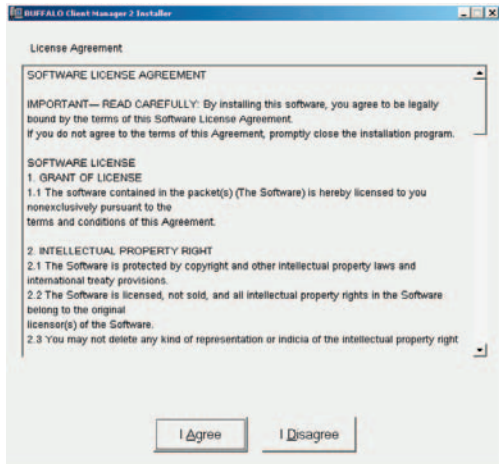 BUFFALO Client Manager 2 Installer
License Agreement
SOFTWARE LICENSE AGREEMENT
IMPORTANT— READ CAREFULLY: By installing this software, you agree to be legally
bound by the terms of this Software License Agreement.
If you do not agree to the terms of this Agreement, promptly close the installation program.
SOFTWARE LICENSE
1. GRANT OF LICENSE
1.1 The software contained in the packet(s) (The Software) is hereby licensed to you
nonexclusively pursuant to the
terms and conditions of this Agreement.
2. INTELLECTUAL PROPERTY RIGHT
2.1 The Software is protected by copyright and other intellectual property laws and
international treaty provisions.
2.2 The Software is licensed, not sold, and all intellectual property rights in the Software
belong to the original
licensor(s) of the Software.
2.3 You may not delete any kind of representation or indicia of the intellectual property right
I Agree
I Disagree